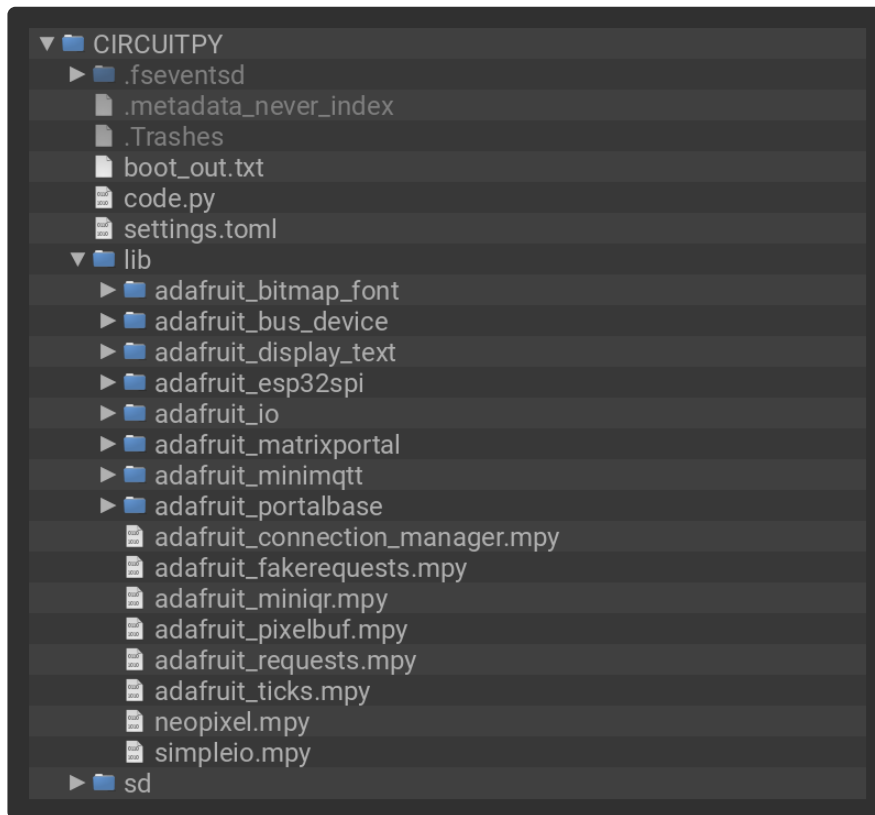 CIRCUITPY
.fseventsd
.metadata_never_index
.Trashes
boot_out.txt
code.py
settings.toml
lib
adafruit_bitmap_font
adafruit_bus_device
adafruit_display_text
adafruit_esp32spi
adafruit_io
adafruit_matrixportal
adafruit_minimqtt
adafruit_portalbase
adafruit_connection_manager.mpy
adafruit_fakerequests.mpy
adafruit_miniqr.mpy
adafruit_pixelbuf.mpy
adafruit_requests.mpy
adafruit_ticks.mpy
neopixel.mpy
simpleio.mpy
sd